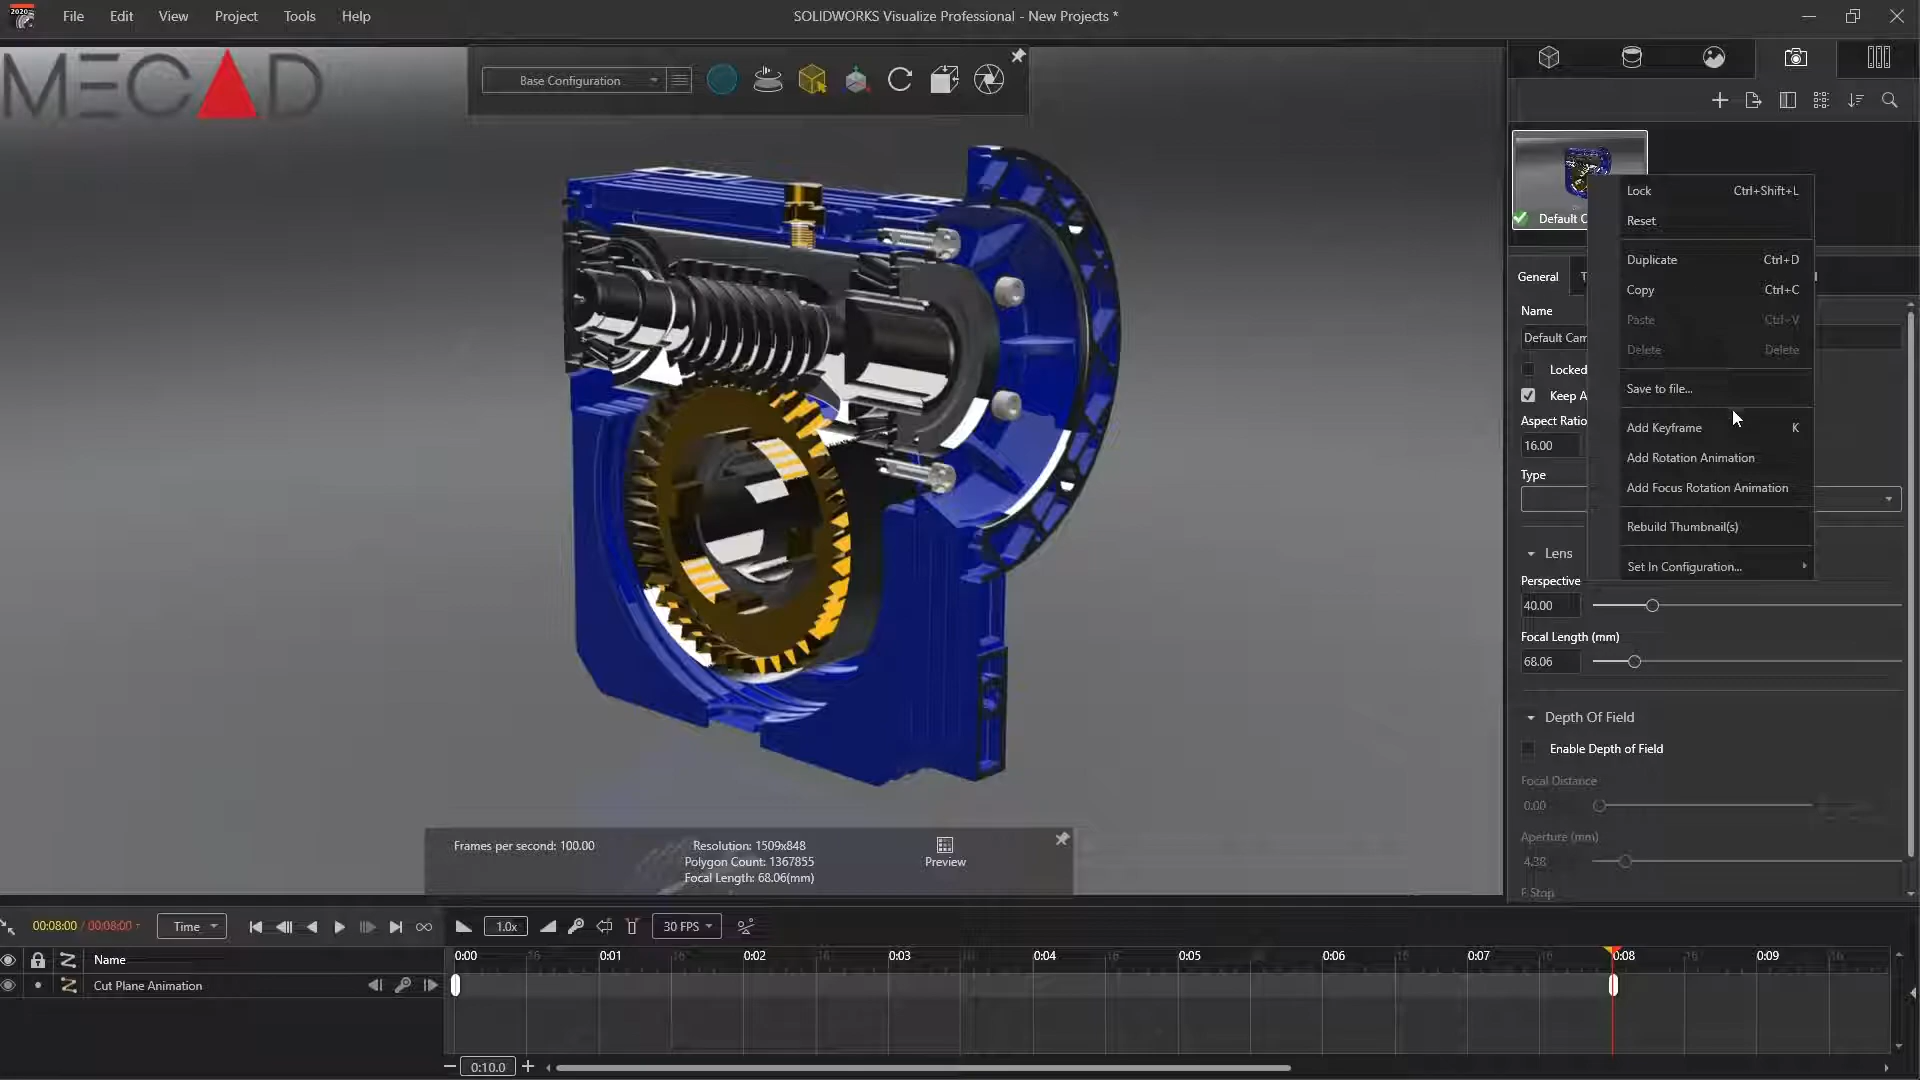 2020
File Edit View Project Tools Help
SOLIDWORKS Visualize Professional - New Projects *
MECAD
Base Configuration
Default C
Lock Ctrl+Shift+L
Reset
Duplicate Ctrl+D
Copy Ctrl+C
Paste Ctrl+V
Delete Delete
Save to file...
Add Keyframe K
Add Rotation Animation
Add Focus Rotation Animation
Rebuild Thumbnail(s)
Set In Configuration...
General T
Name
Default Cam
Locked
Keep A
Aspect Ratio
16.00
Type
Lens
Perspective
40.00
Focal Length (mm)
68.06
Depth Of Field
Enable Depth of Field
Focal Distance
0.00
Aperture (mm)
4.38
F Stop
Frames per second: 100.00
Resolution: 1509x848
Polygon Count: 1367855
Focal Length: 68.06(mm)
Preview
00:08:00 / 00:08:00
Time
1.0x
30 FPS
Name
0:00 0:01 0:02 0:03 0:04 0:05 0:06 0:07 0:08 0:09
Cut Plane Animation
0:10.0